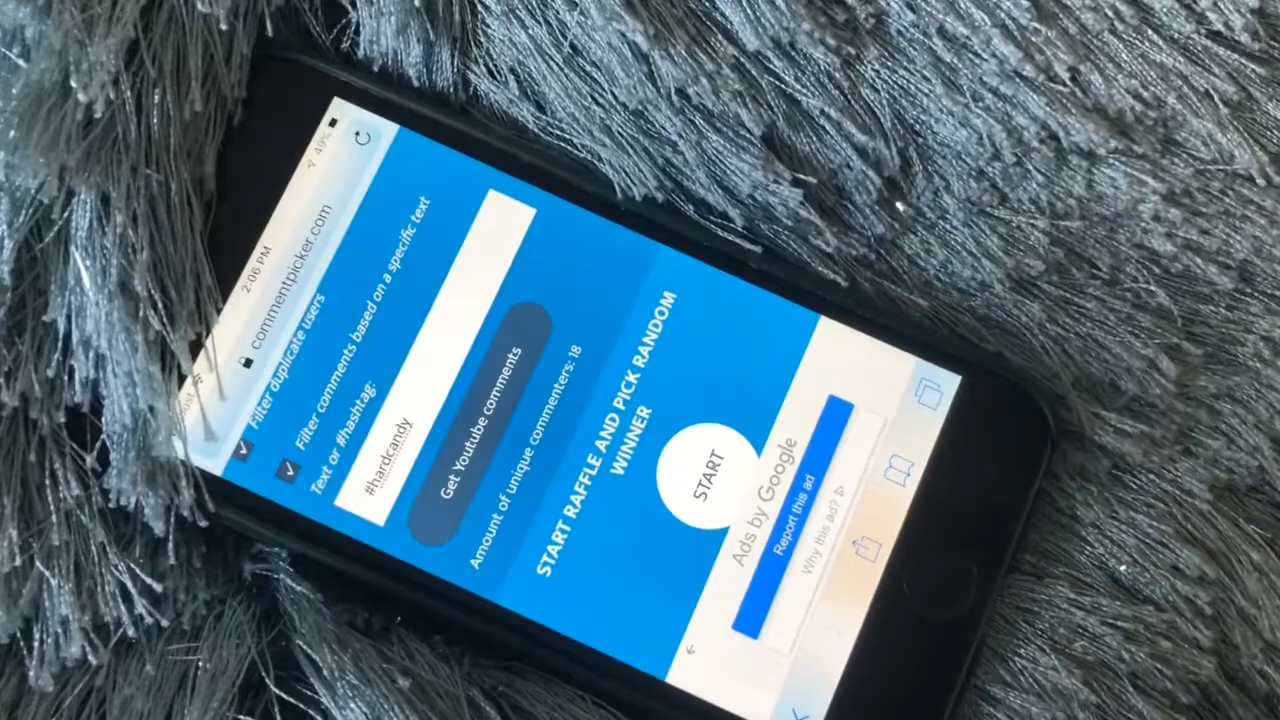 2:06 PM
49%
commentpicker.com
Filter duplicate users
Filter comments based on a specific text
Text or #hashtag:
#hardcandy
Get Youtube comments
Amount of unique commenters: 18
START RAFFLE AND PICK RANDOM
WINNER
START
Ads by Google
Report this ad
Why this ad?